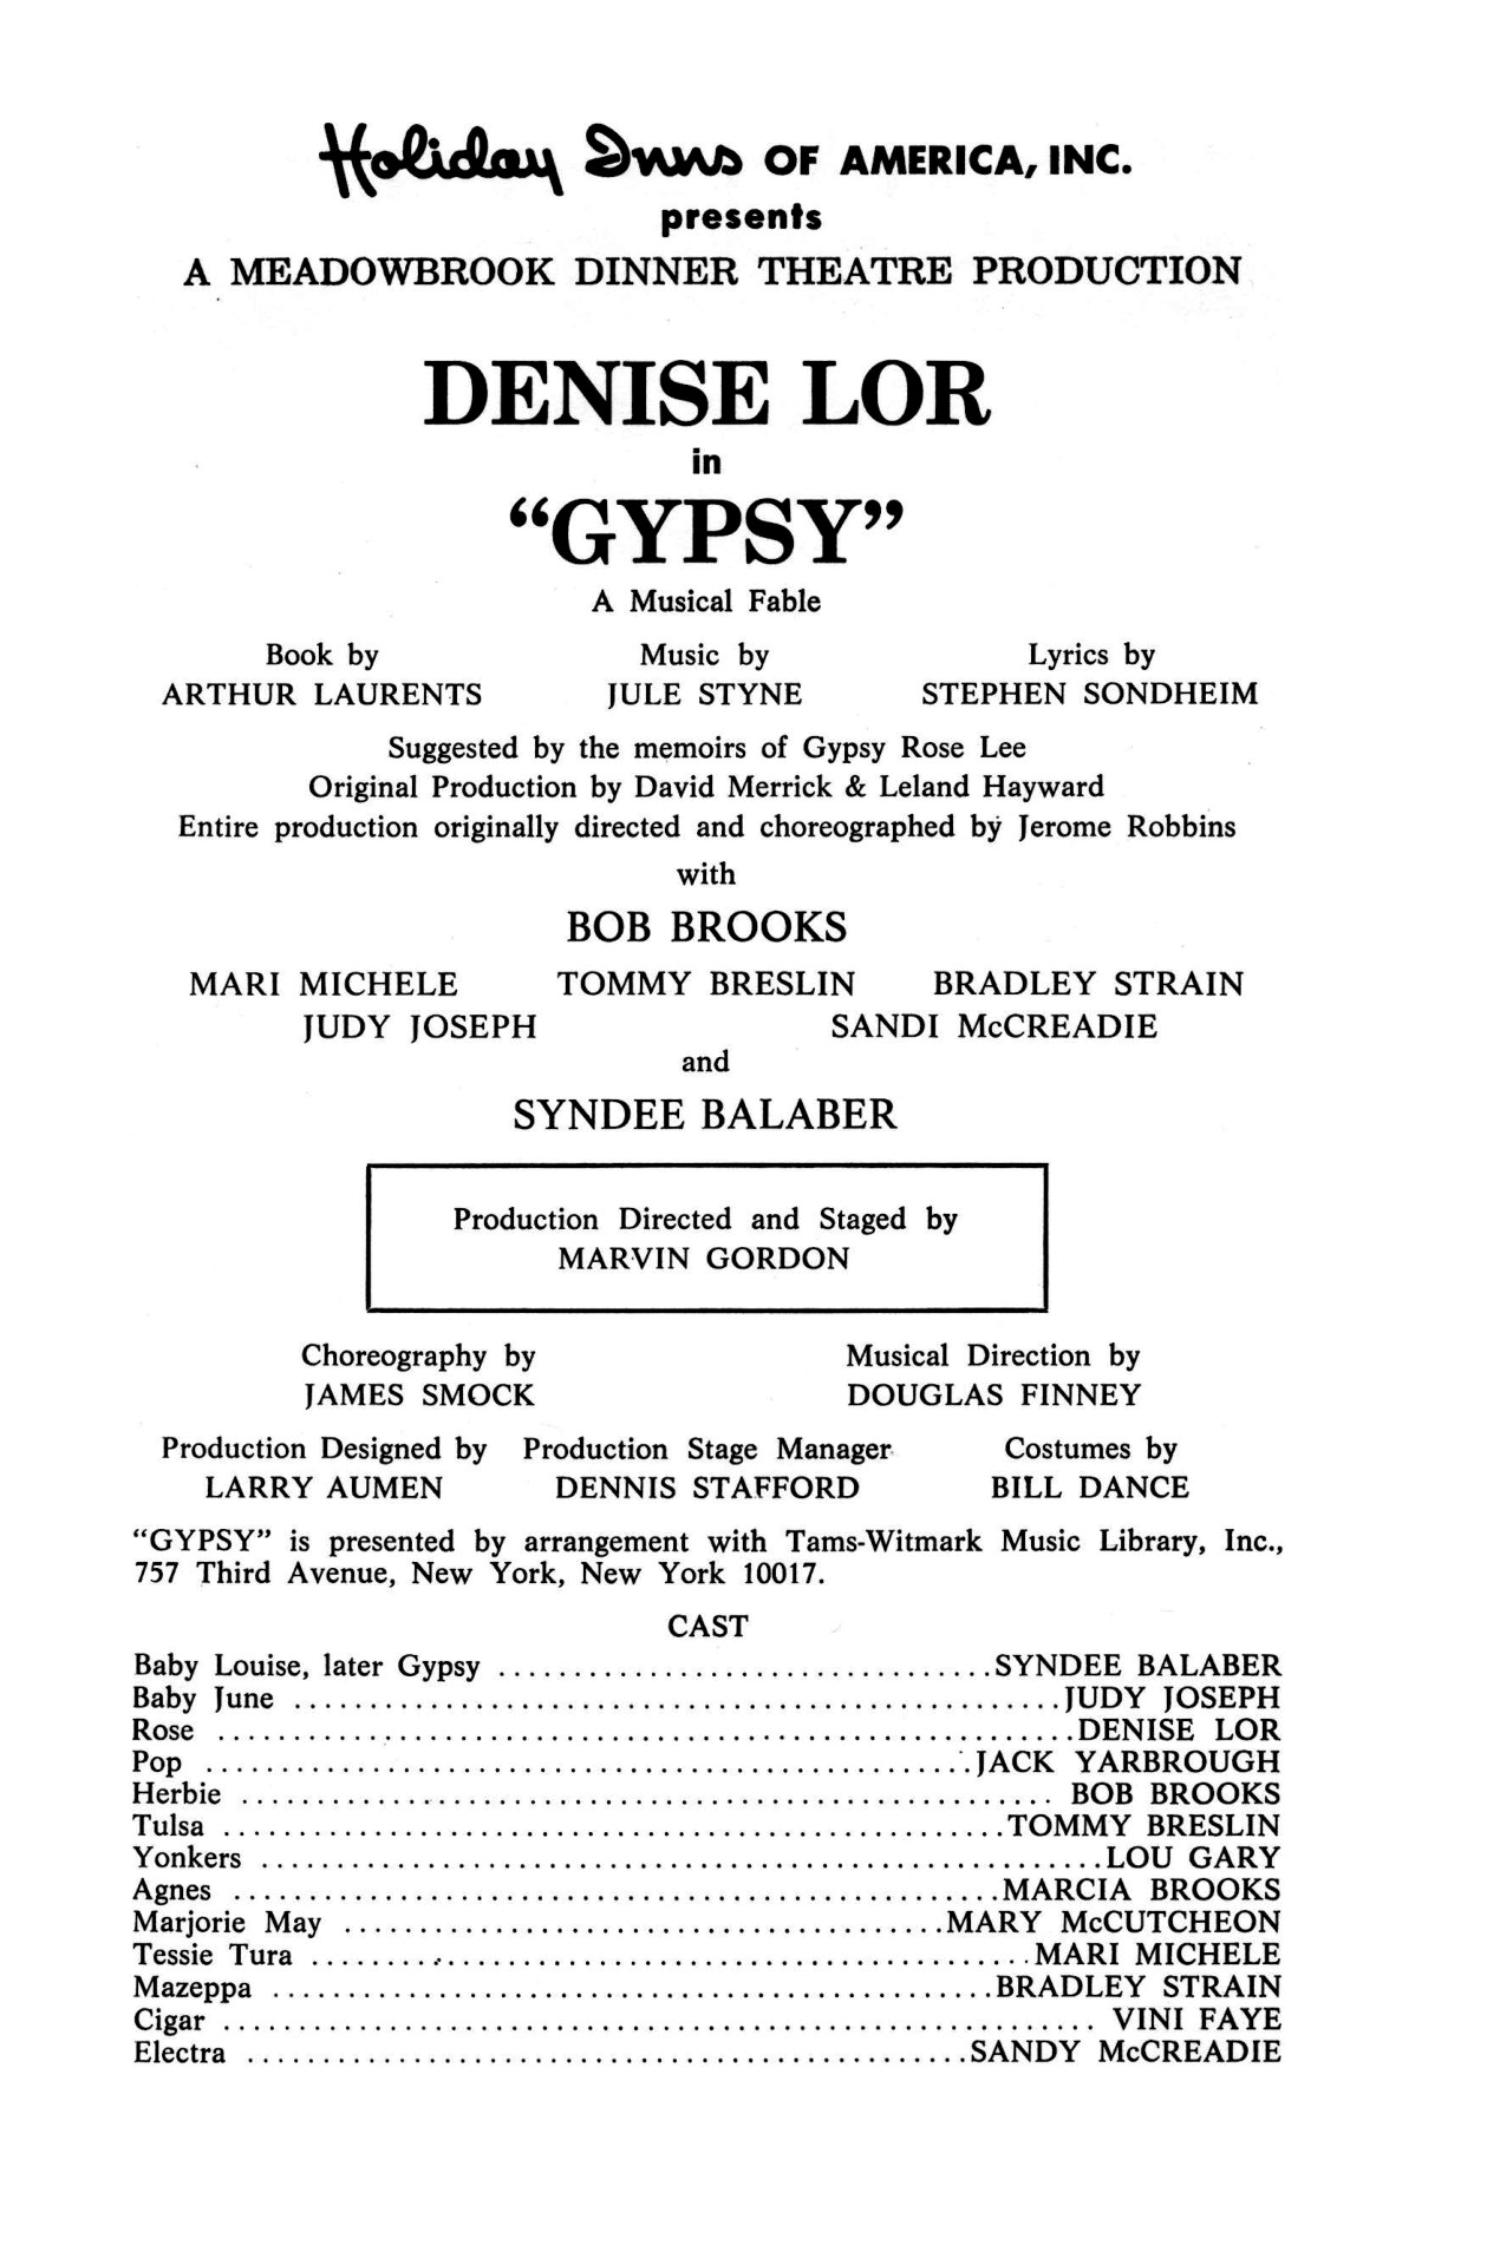 Holiday Inns OF AMERICA, INC.
presents
A MEADOWBROOK DINNER THEATRE PRODUCTION
DENISE LOR
in
“GYPSY”
A Musical Fable
Book by Music by Lyrics by
ARTHUR LAURENTS JULE STYNE STEPHEN SONDHEIM
Suggested by the memoirs of Gypsy Rose Lee
Original Production by David Merrick & Leland Hayward
Entire production originally directed and choreographed by Jerome Robbins
with
BOB BROOKS
MARI MICHELE TOMMY BRESLIN BRADLEY STRAIN
JUDY JOSEPH SANDI McCREADIE
and
SYNDEE BALABER
Production Directed and Staged by
MARVIN GORDON
Choreography by Musical Direction by
JAMES SMOCK DOUGLAS FINNEY
Production Designed by Production Stage Manager Costumes by
LARRY AUMEN DENNIS STAFFORD BILL DANCE
“GYPSY” is presented by arrangement with Tams-Witmark Music Library, Inc.,
757 Third Avenue, New York, New York 10017.
CAST
Baby Louise, later Gypsy ................................. SYNDEE BALABER
Baby June ................................................... JUDY JOSEPH
Rose ......................................................... DENISE LOR
Pop ................................................... JACK YARBROUGH
Herbie ...................................................... BOB BROOKS
Tulsa .................................................... TOMMY BRESLIN
Yonkers ........................................................ LOU GARY
Agnes ................................................... MARCIA BROOKS
Marjorie May ........................................ MARY McCUTCHEON
Tessie Tura ................................................ MARI MICHELE
Mazeppa ................................................ BRADLEY STRAIN
Cigar .......................................................... VINI FAYE
Electra ................................................ SANDY McCREADIE